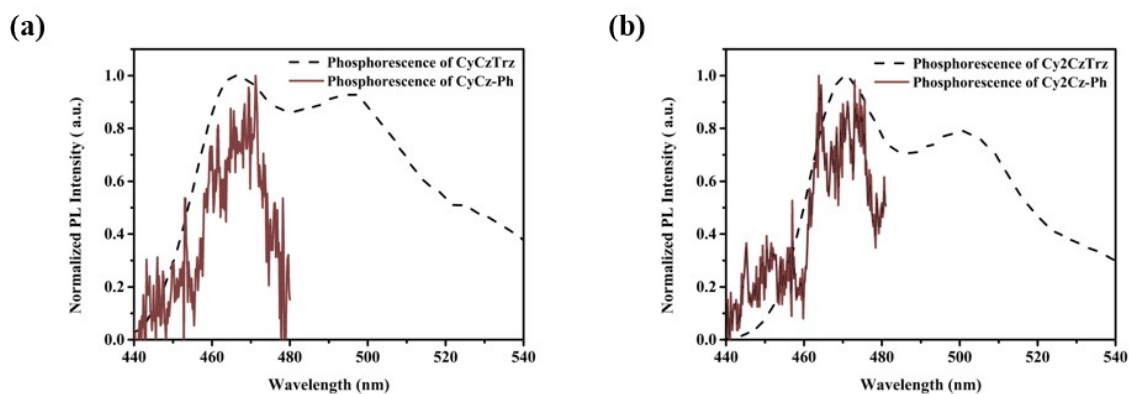 (a)
Phosphorescence of CyCzTrz
Phosphorescence of CyCz-Ph
1.0
0.8
0.6
0.4
0.2
0.0
Normalized PL Intensity ( a.u.)
440 460 480 500 520 540
Wavelength (nm)
(b)
Phosphorescence of Cy2CzTrz
Phosphorescence of Cy2Cz-Ph
1.0
0.8
0.6
0.4
0.2
0.0
Normalized PL Intensity ( a.u.)
440 460 480 500 520 540
Wavelength (nm)